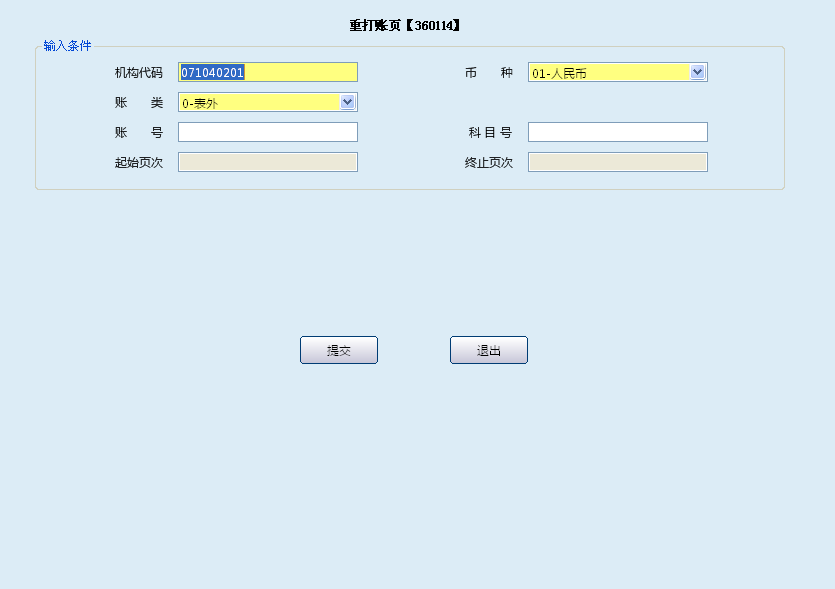 重打账页【360114】
输入条件
机构代码 071040201 币 种 01-人民币
账 类 0-表外
账 号 科目号
起始页次 终止页次
提交 退出